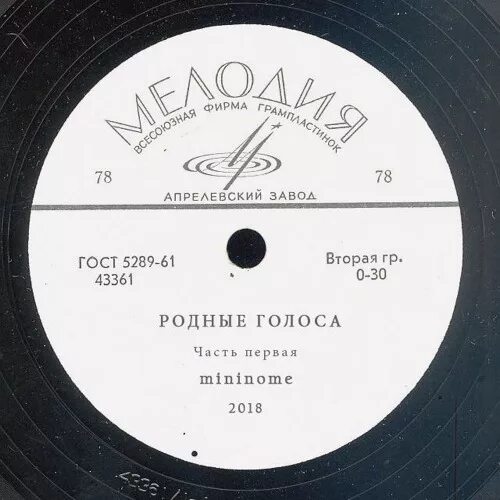 МЕЛОДИЯ
ВСЕСОЮЗНАЯ ФИРМА ГРАМПЛАСТИНОК
78 78
АПРЕЛЕВСКИЙ ЗАВОД
ГОСТ 5289-61 Вторая гр.
43361 0-30
РОДНЫЕ ГОЛОСА
Часть первая
mininome
2018